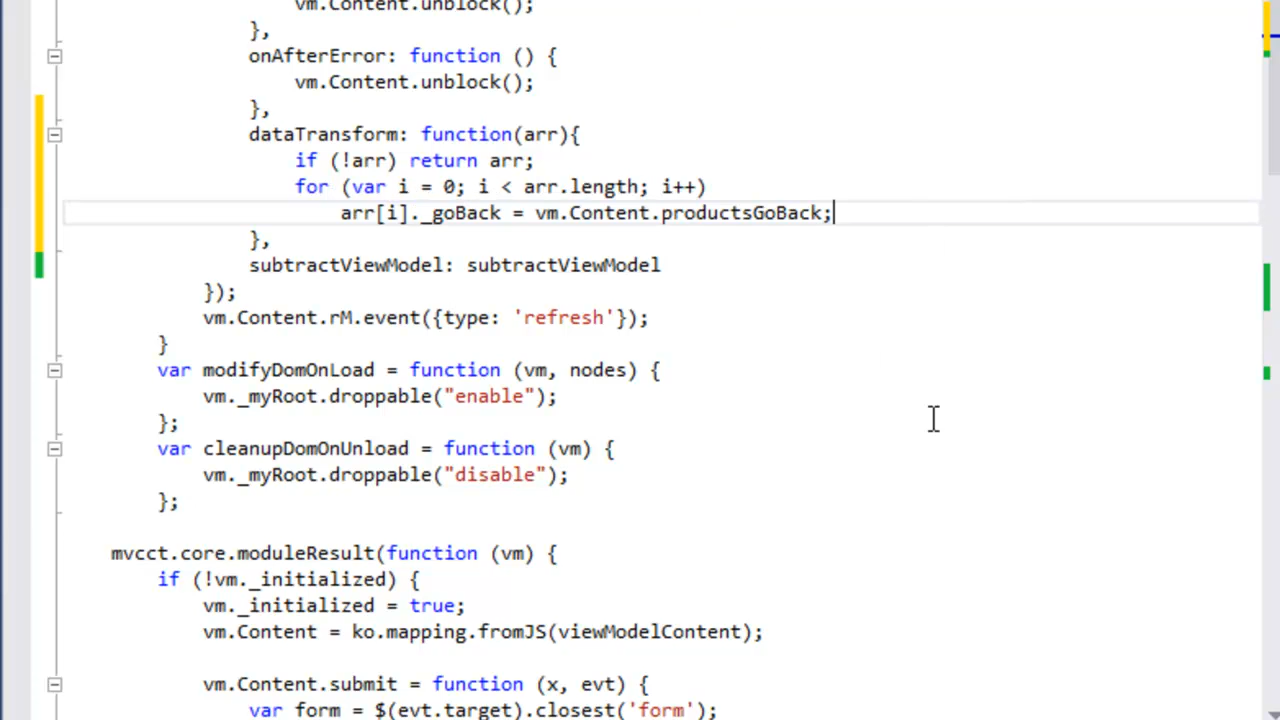 vm.Content.unblock();
},
onAfterError: function () {
vm.Content.unblock();
},
dataTransform: function(arr){
if (!arr) return arr;
for (var i = 0; i < arr.length; i++)
arr[i]._goBack = vm.Content.productsGoBack;
},
subtractViewModel: subtractViewModel
});
vm.Content.rM.event({type: 'refresh'});
}
var modifyDomOnLoad = function (vm, nodes) {
vm._myRoot.droppable("enable");
};
var cleanupDomOnUnload = function (vm) {
vm._myRoot.droppable("disable");
};
mvcct.core.moduleResult(function (vm) {
if (!vm._initialized) {
vm._initialized = true;
vm.Content = ko.mapping.fromJS(viewModelContent);
vm.Content.submit = function (x, evt) {
var form = $(evt.target).closest('form');